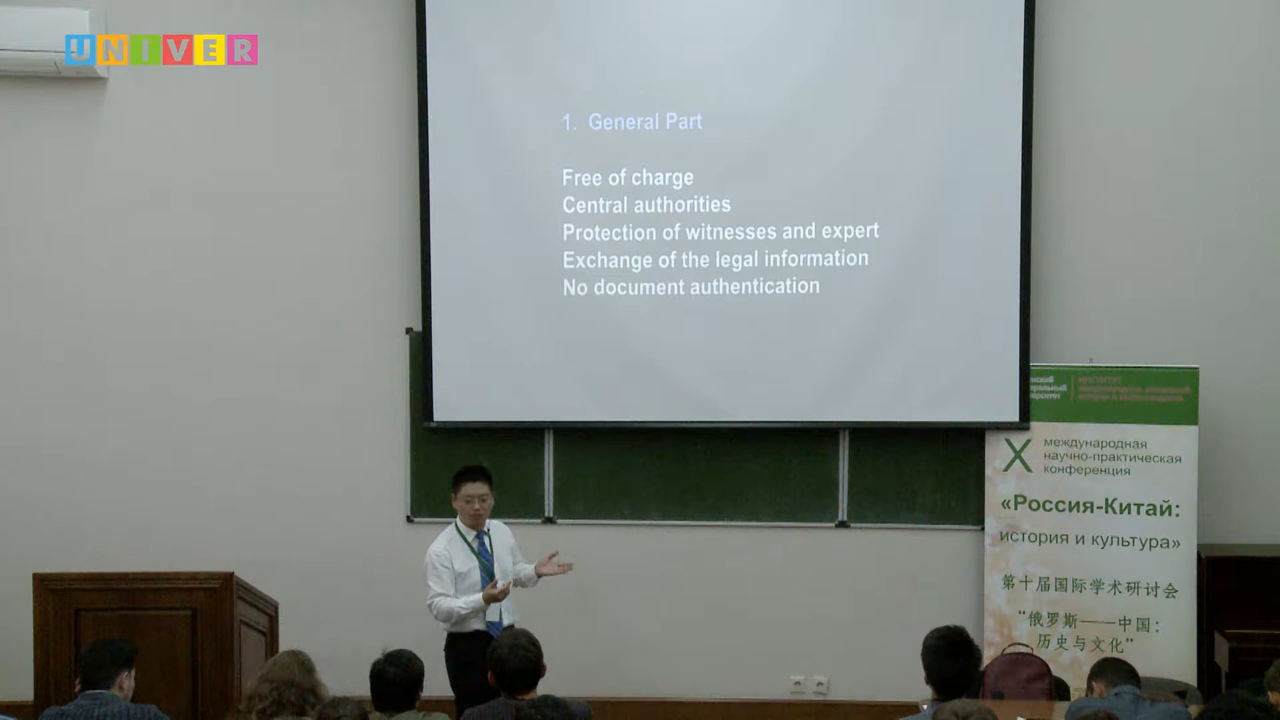 UNIVER
1. General Part
Free of charge
Central authorities
Protection of witnesses and expert
Exchange of the legal information
No document authentication
X
международная
научно-практическая
конференция
«Россия-Китай:
история и культура»
第十届国际学术研讨会
“俄罗斯——中国：
历史与文化”